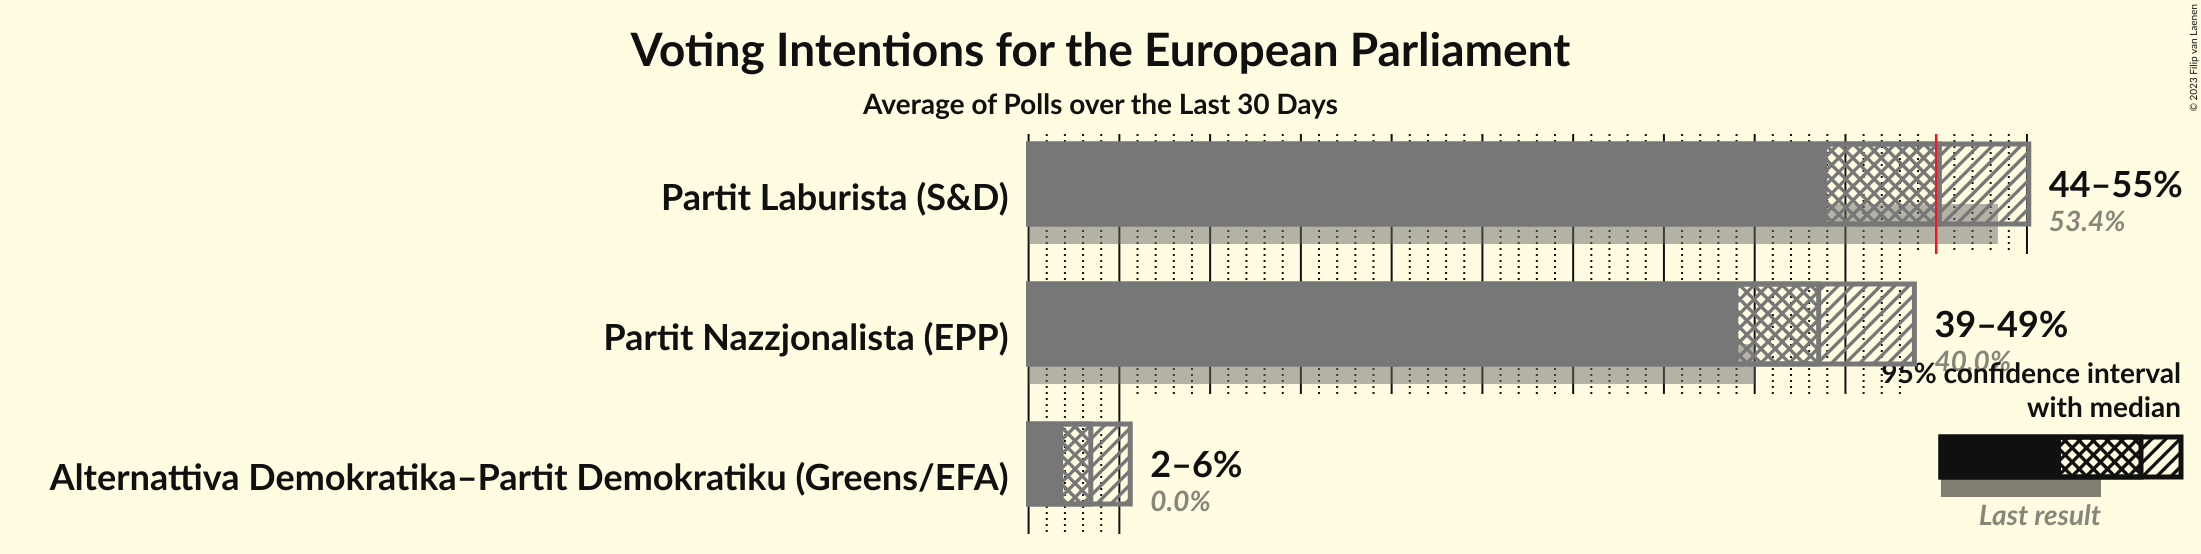 Voting Intentions for the European Parliament
Average of Polls over the Last 30 Days
© 2023 Filip van Laenen
Partit Laburista (S&D)
44–55%
53.4%
Partit Nazzjonalista (EPP)
39–49%
40.0%
95% confidence interval
with median
Alternattiva Demokratika–Partit Demokratiku (Greens/EFA)
2–6%
0.0%
Last result